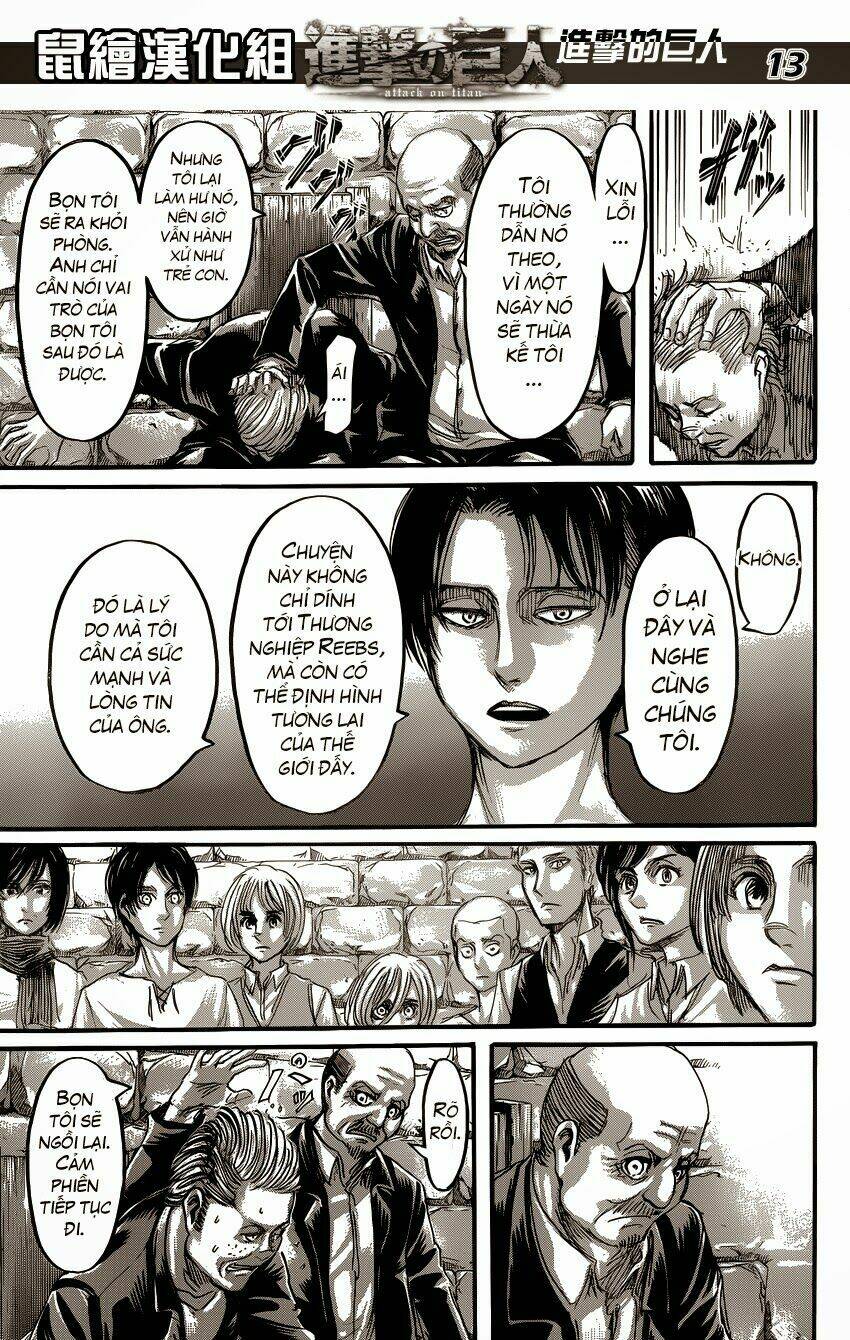 鼠繪漢化組
進撃の巨人
attack on titan
進擊的巨人
13
XIN
LỖI
...
TÔI
THƯỜNG
DẪN NÓ
THEO,
VÌ MỘT
NGÀY NÓ
SẼ THỪA
KẾ TÔI
...
NHƯNG
TÔI LẠI
LÀM HƯ NÓ,
NÊN GIỜ
VẪN HÀNH
XỬ NHƯ
TRẺ CON.
ÁI
...
BỌN TÔI
SẼ RA KHỎI
PHÒNG.
ANH CHỈ
CẦN NÓI VAI
TRÒ CỦA
BỌN TÔI
SAU ĐÓ LÀ
ĐƯỢC.
KHÔNG.
Ở LẠI
ĐÂY VÀ
NGHE
CÙNG
CHÚNG
TÔI.
CHUYỆN
NÀY KHÔNG
CHỈ DÍNH
TỚI THƯƠNG
NGHIỆP REEBS,
MÀ CÒN CÓ
THỂ ĐỊNH HÌNH
TƯƠNG LAI
CỦA THẾ
GIỚI ĐẤY.
ĐÓ LÀ LÝ
DO MÀ TÔI
CẦN CẢ SỨC
MẠNH VÀ
LÒNG TIN
CỦA ÔNG.
RÕ
RỒI.
BỌN
TÔI SẼ
NGỒI LẠI.
CẢM
PHIỀN
TIẾP TỤC
ĐI.